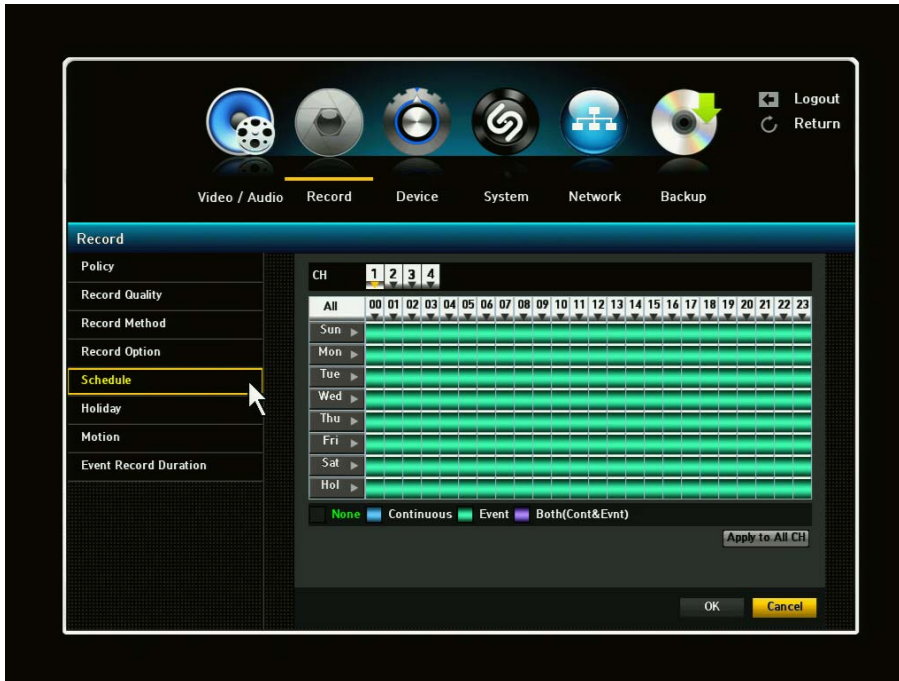 Logout
Return
Video / Audio Record Device System Network Backup
Record
Policy
Record Quality
Record Method
Record Option
Schedule
Holiday
Motion
Event Record Duration
CH 1 2 3 4
All 00 01 02 03 04 05 06 07 08 09 10 11 12 13 14 15 16 17 18 19 20 21 22 23
Sun
Mon
Tue
Wed
Thu
Fri
Sat
Hol
None Continuous Event Both(Cont&Evnt)
Apply to All CH
OK Cancel